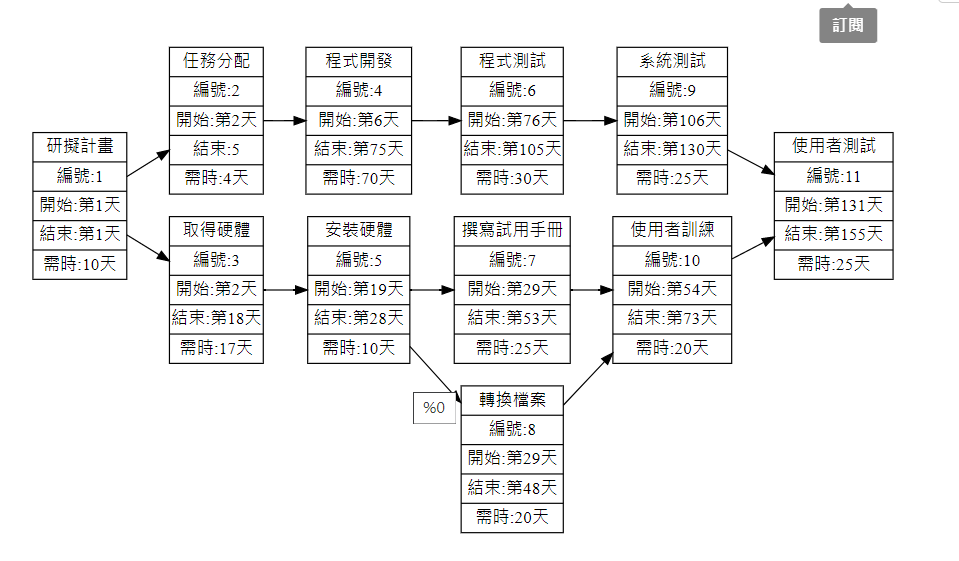 訂閱
研擬計畫
編號:1
開始:第1天
結束:第1天
需時:10天
任務分配
編號:2
開始:第2天
結束:5
需時:4天
程式開發
編號:4
開始:第6天
結束:第75天
需時:70天
程式測試
編號:6
開始:第76天
結束:第105天
需時:30天
系統測試
編號:9
開始:第106天
結束:第130天
需時:25天
使用者測試
編號:11
開始:第131天
結束:第155天
需時:25天
取得硬體
編號:3
開始:第2天
結束:第18天
需時:17天
安裝硬體
編號:5
開始:第19天
結束:第28天
需時:10天
撰寫試用手冊
編號:7
開始:第29天
結束:第53天
需時:25天
使用者訓練
編號:10
開始:第54天
結束:第73天
需時:20天
%0
轉換檔案
編號:8
開始:第29天
結束:第48天
需時:20天